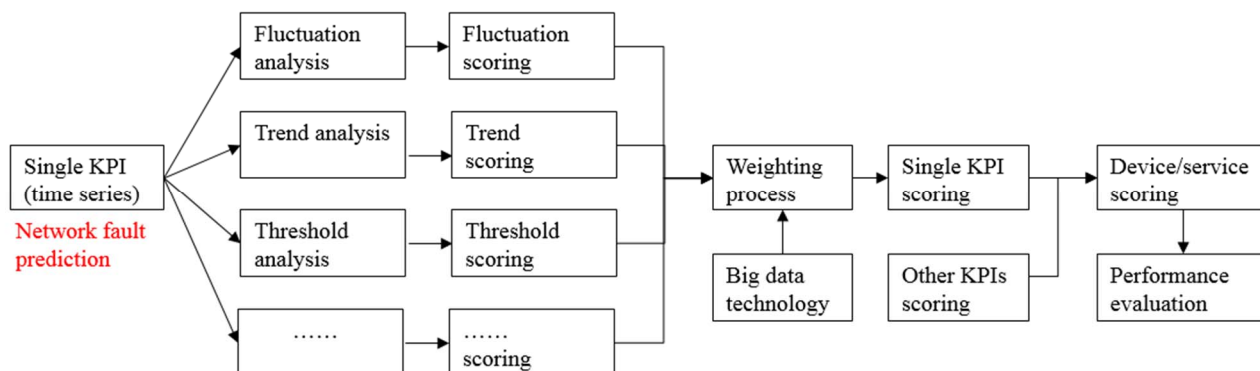 Fluctuation
analysis
Fluctuation
scoring
Trend analysis
Trend
scoring
Single KPI
(time series)
Network fault
prediction
Threshold
analysis
Threshold
scoring
……
……
scoring
Weighting
process
Big data
technology
Single KPI
scoring
Other KPIs
scoring
Device/service
scoring
Performance
evaluation